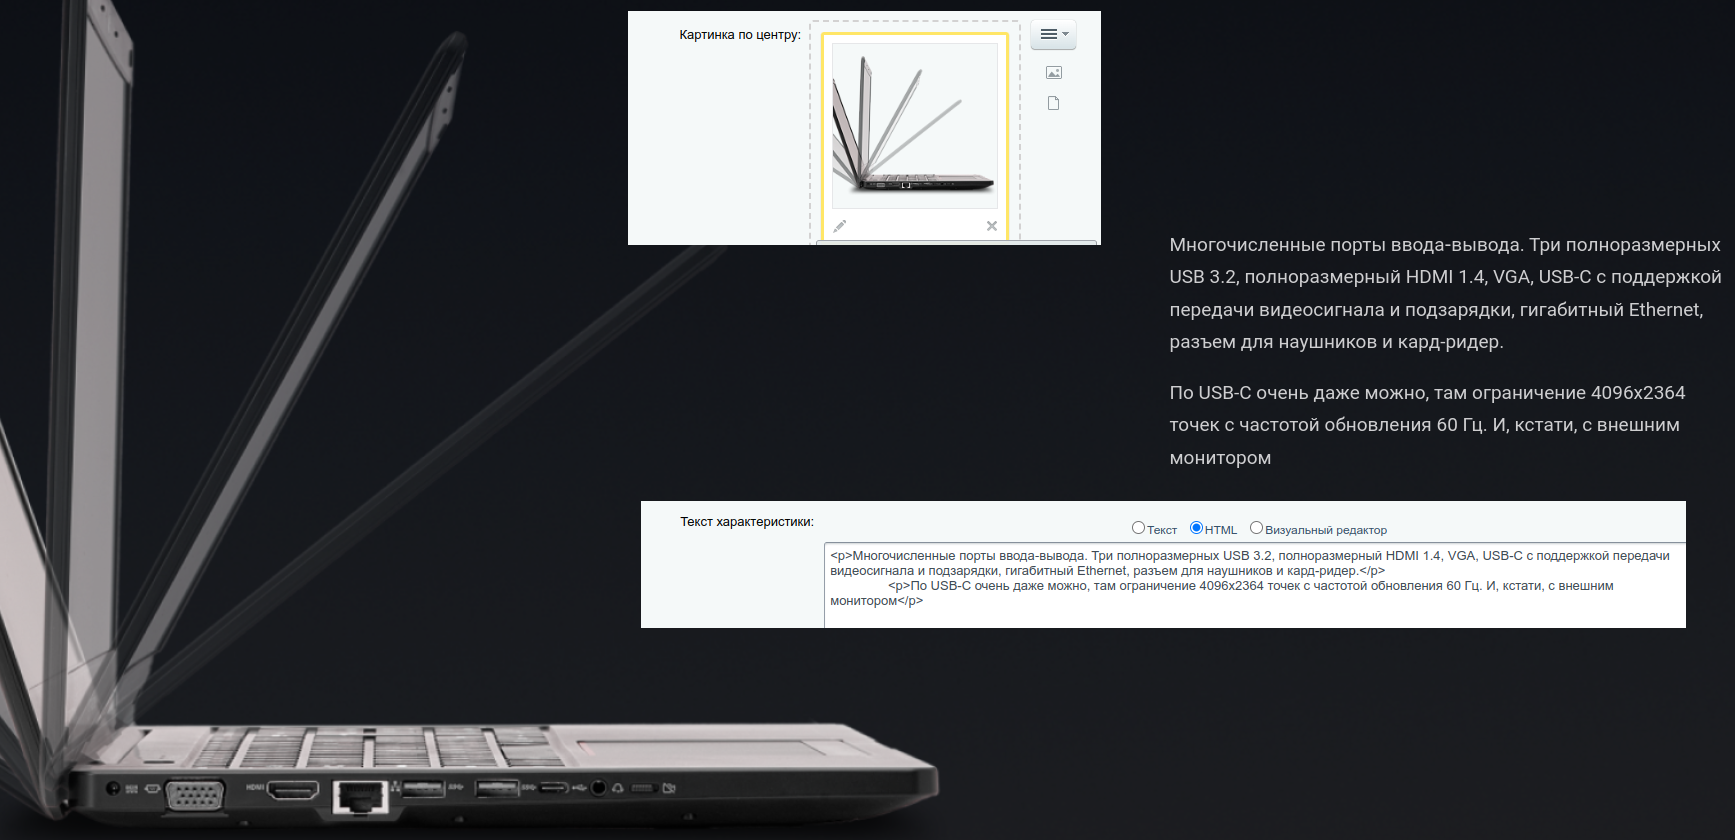 Картинка по центру:
Многочисленные порты ввода-вывода. Три полноразмерных
USB 3.2, полноразмерный HDMI 1.4, VGA, USB-C с поддержкой
передачи видеосигнала и подзарядки, гигабитный Ethernet,
разъем для наушников и кард-ридер.
По USB-C очень даже можно, там ограничение 4096x2364
точек с частотой обновления 60 Гц. И, кстати, с внешним
монитором
Текст характеристики:
Текст HTML Визуальный редактор
<p>Многочисленные порты ввода-вывода. Три полноразмерных USB 3.2, полноразмерный HDMI 1.4, VGA, USB-C с поддержкой передачи
видеосигнала и подзарядки, гигабитный Ethernet, разъем для наушников и кард-ридер.</p>
<p>По USB-C очень даже можно, там ограничение 4096x2364 точек с частотой обновления 60 Гц. И, кстати, с внешним
монитором</p>
HDMI